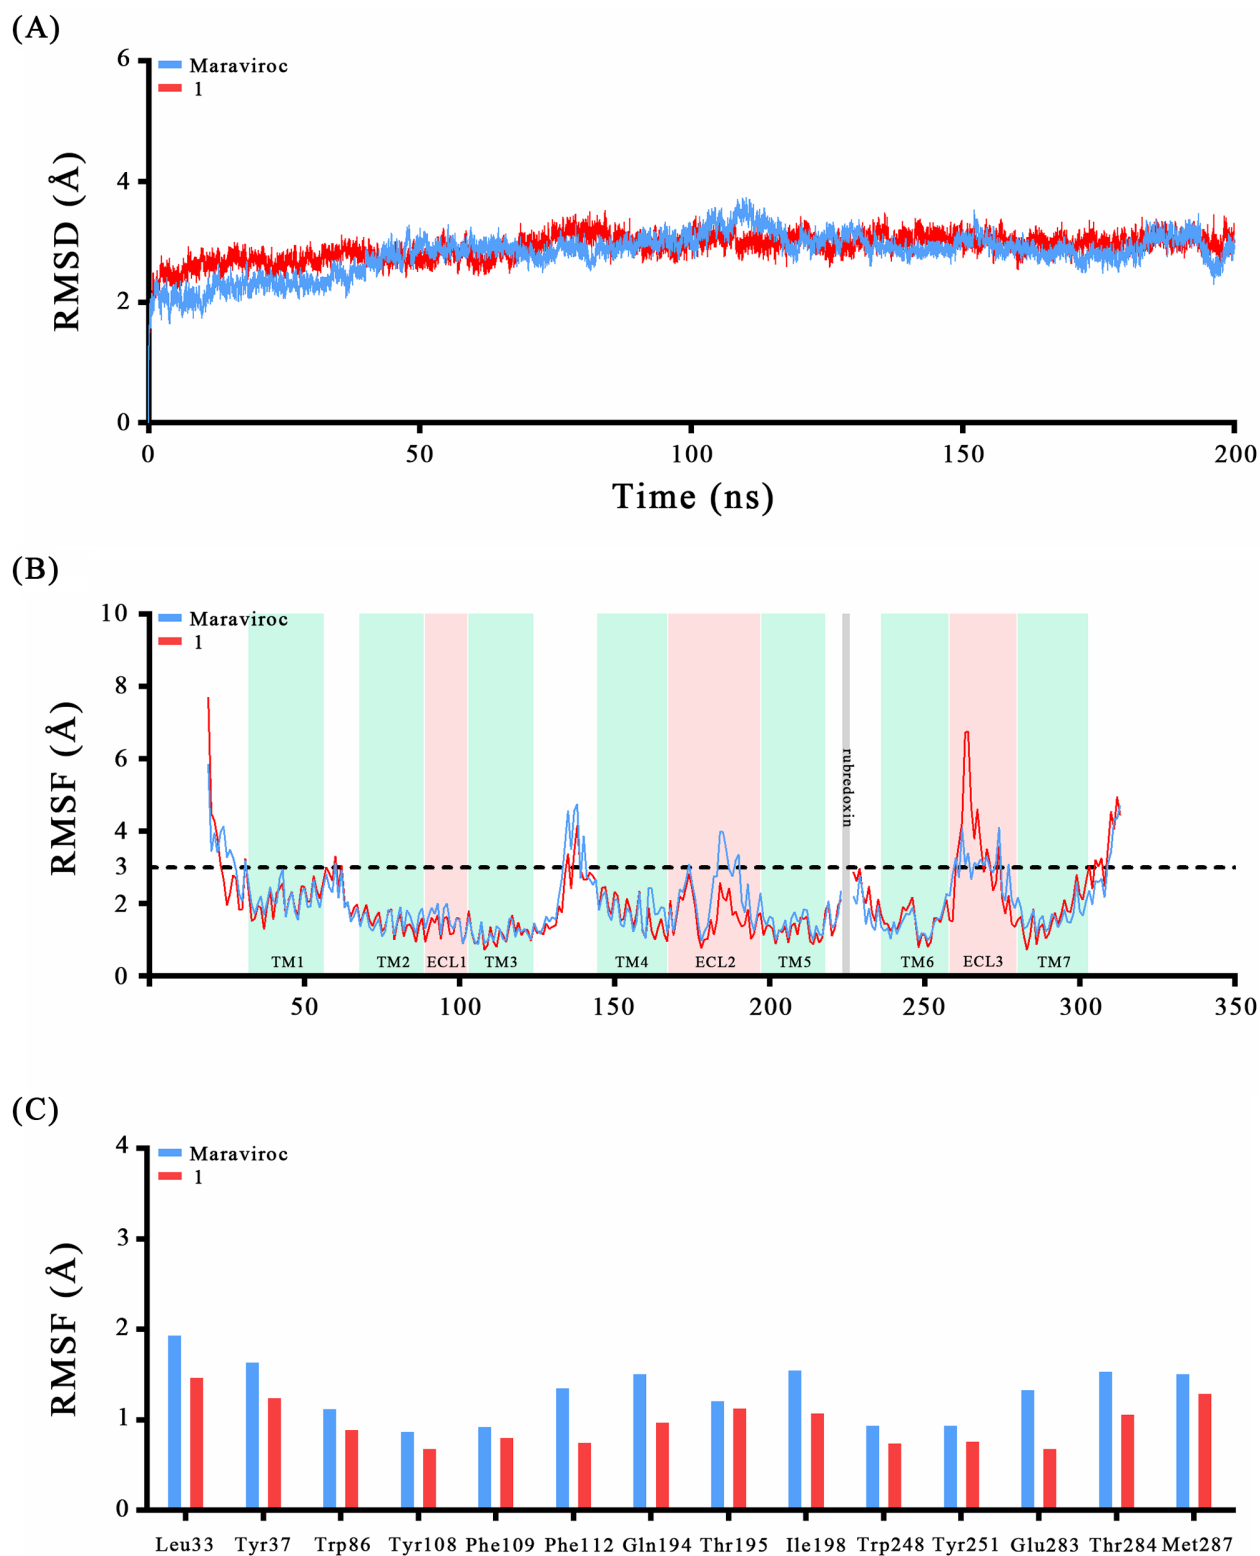 (A)
RMSD (Å)
6
4
2
0
Maraviroc
1
0 50 100 150 200
Time (ns)
(B)
RMSF (Å)
10
8
6
4
3
2
0
Maraviroc
1
rubredoxin
TM1 TM2 ECL1 TM3 TM4 ECL2 TM5 TM6 ECL3 TM7
50 100 150 200 250 300 350
(C)
RMSF (Å)
4
3
2
1
0
Maraviroc
1
Leu33 Tyr37 Trp86 Tyr108 Phe109 Phe112 Gln194 Thr195 Ile198 Trp248 Tyr251 Glu283 Thr284 Met287